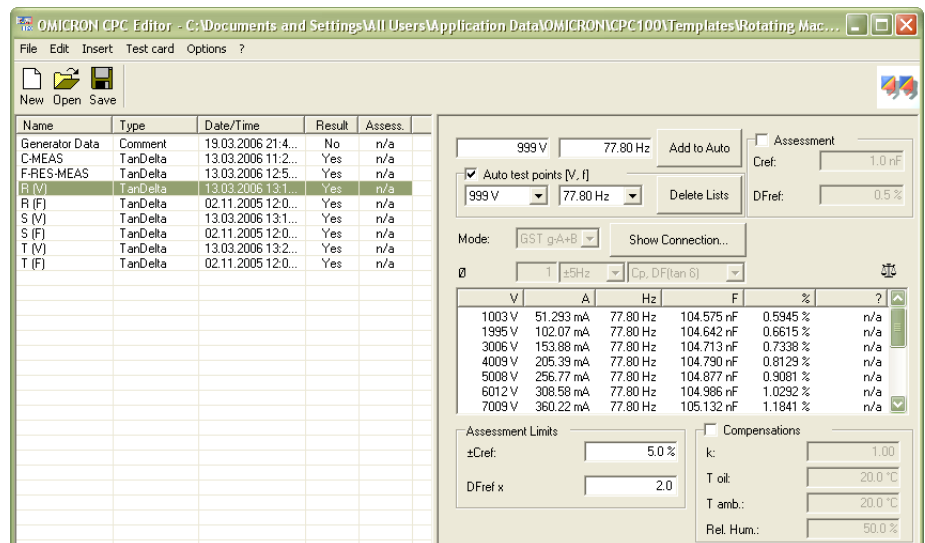 OMICRON CPC Editor - C:\Documents and Settings\All Users\Application Data\OMICRON\CPC100\Templates\Rotating Mac...
File Edit Insert Test card Options ?
New Open Save
Name Type Date/Time Result Assess.
Generator Data Comment 19.03.2006 21:4... No n/a
C-MEAS TanDelta 13.03.2006 11:2... Yes n/a
F-RES-MEAS TanDelta 13.03.2006 12:5... Yes n/a
R (V) TanDelta 13.03.2006 13:1... Yes n/a
R (F) TanDelta 02.11.2005 12:0... Yes n/a
S (V) TanDelta 13.03.2006 13:1... Yes n/a
S (F) TanDelta 02.11.2005 12:0... Yes n/a
T (V) TanDelta 13.03.2006 13:2... Yes n/a
T (F) TanDelta 02.11.2005 12:0... Yes n/a
999 V 77.80 Hz Add to Auto
Auto test points [V, f]
999 V 77.80 Hz Delete Lists
Assessment
Cref: 1.0 nF
DFref: 0.5 %
Mode: GST g-A+B Show Connection...
Ø 1 ±5Hz Cp, DF(tan δ)
V A Hz F % ?
1003 V 51.293 mA 77.80 Hz 104.575 nF 0.5945 % n/a
1995 V 102.07 mA 77.80 Hz 104.642 nF 0.6615 % n/a
3006 V 153.88 mA 77.80 Hz 104.713 nF 0.7338 % n/a
4009 V 205.39 mA 77.80 Hz 104.790 nF 0.8129 % n/a
5008 V 256.77 mA 77.80 Hz 104.877 nF 0.9081 % n/a
6012 V 308.58 mA 77.80 Hz 104.986 nF 1.0292 % n/a
7009 V 360.22 mA 77.80 Hz 105.132 nF 1.1841 % n/a
Assessment Limits
±Cref: 5.0 %
DFref x 2.0
Compensations
k: 1.00
T oil: 20.0 °C
T amb.: 20.0 °C
Rel. Hum.: 50.0 %